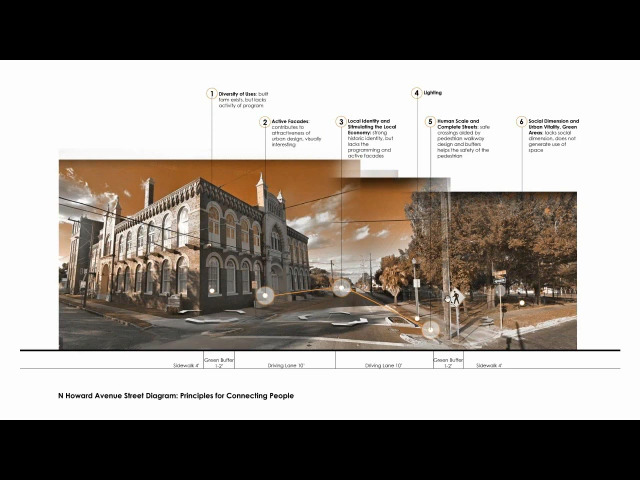 1 Diversity of Uses: built
form exists, but lacks
activity of program
2 Active Facades:
contributes to
attractiveness of
urban design, visually
interesting
3 Local Identity and
Stimulating the Local
Economy: strong
historic identity, but
lacks the
programming and
active facades
4 Lighting
5 Human Scale and
Complete Streets: safe
crossings aided by
pedestrian walkway
design and buffers
helps the safety of the
pedestrian
6 Social Dimension and
Urban Vitality, Green
Areas: lacks social
dimension, does not
generate use of
space
Sidewalk 4'
Green Buffer
1-2'
Driving Lane 10'
Driving Lane 10'
Green Buffer
1-2'
Sidewalk 4'
N Howard Avenue Street Diagram: Principles for Connecting People